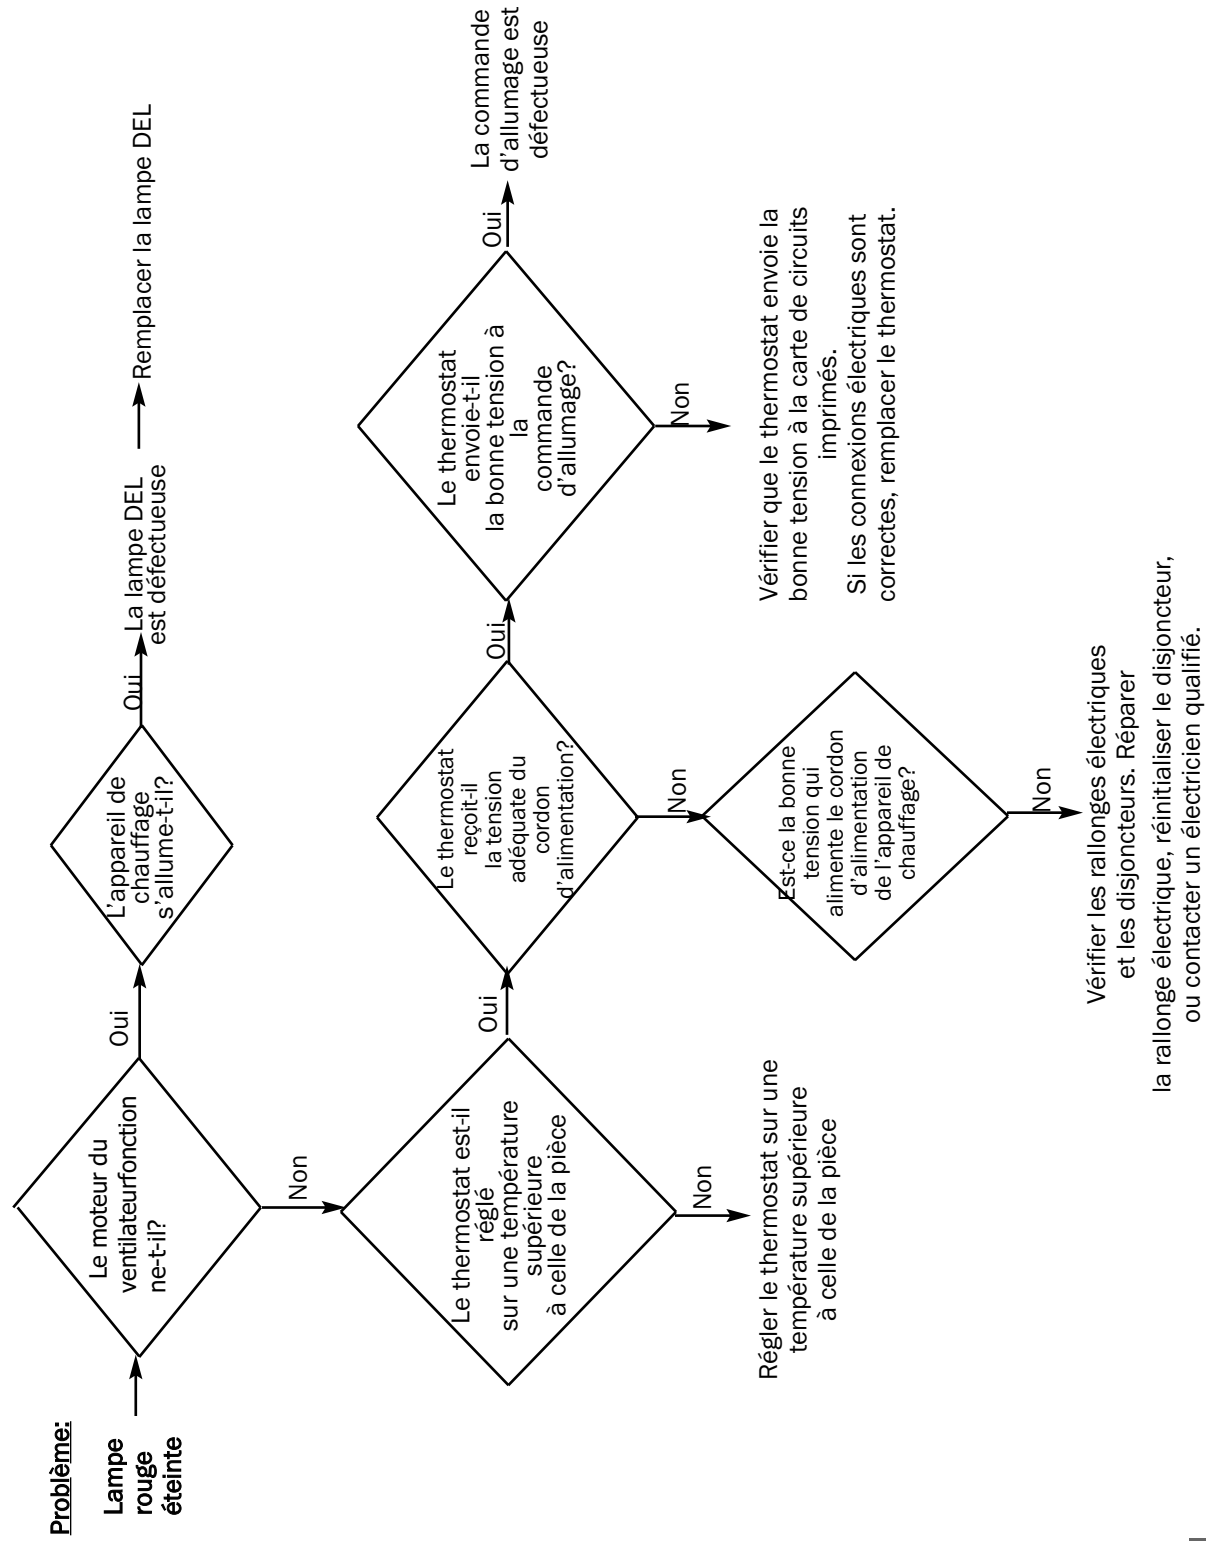 Problème:
Lampe
rouge
éteinte
Le moteur du
ventilateurfonction
ne-t-il?
Oui
L'appareil de
chauffage
s'allume-t-il?
Oui
La lampe DEL
est défectueuse
Remplacer la lampe DEL
Non
Le thermostat est-il
réglé
sur une température
supérieure
à celle de la pièce
Oui
Le thermostat
reçoit-il
la tension
adéquate du
cordon
d'alimentation?
Oui
Le thermostat
envoie-t-il
la bonne tension à
la
commande
d'allumage?
Oui
La commande
d'allumage est
défectueuse
Non
Régler le thermostat sur une
température supérieure
à celle de la pièce
Non
Est-ce la bonne
tension qui
alimente le cordon
d'alimentation
de l'appareil de
chauffage?
Non
Vérifier que le thermostat envoie la
bonne tension à la carte de circuits
imprimés.
Si les connexions électriques sont
correctes, remplacer le thermostat.
Non
Vérifier les rallonges électriques
et les disjoncteurs. Réparer
la rallonge électrique, réinitialiser le disjoncteur,
ou contacter un électricien qualifié.